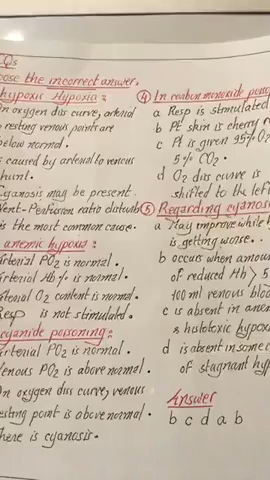 Qs
ose the incorrect answer.
hypoxic Hypoxia:
n oxygen diss curve, arterial
resting venous points are
below normal.
s caused by arterial to venous
hunt.
Cyanosis may be present.
Vent-Perfusion ratio disturb
is the most common cause.
anemic hypoxia:
rterial PO2 is normal.
rterial Hb% is normal.
rterial O2 content is normal.
Resp is not stimulated.
cyanide poisoning:
rterial PO2 is normal.
enous PO2 is above normal.
n oxygen diss curve, venous
esting point is above normal.
here is cyanosis.
④ In carbon monoxide pois
a Resp is stimulated
b Pt skin is cherry r
c Pt is given 95% O2
5% CO2.
d O2 diss curve is
shifted to the left
⑤ Regarding cyanos
a May improve while
is getting worse.
b occurs when amou
of reduced Hb > 5
100 ml venous bloo
c is absent in ane
& histotoxic hypox
d is absent in some c
of stagnant hyp
Answer
b c d a b